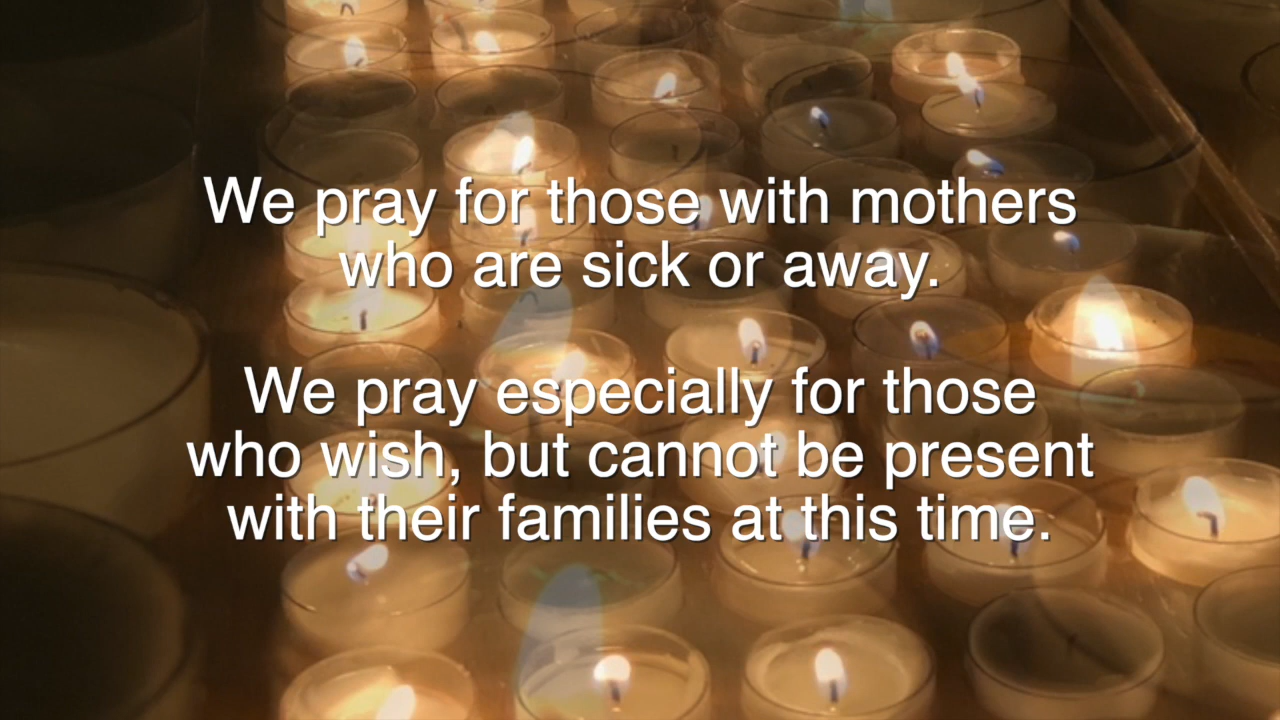 We pray for those with mothers
who are sick or away.
We pray especially for those
who wish, but cannot be present
with their families at this time.